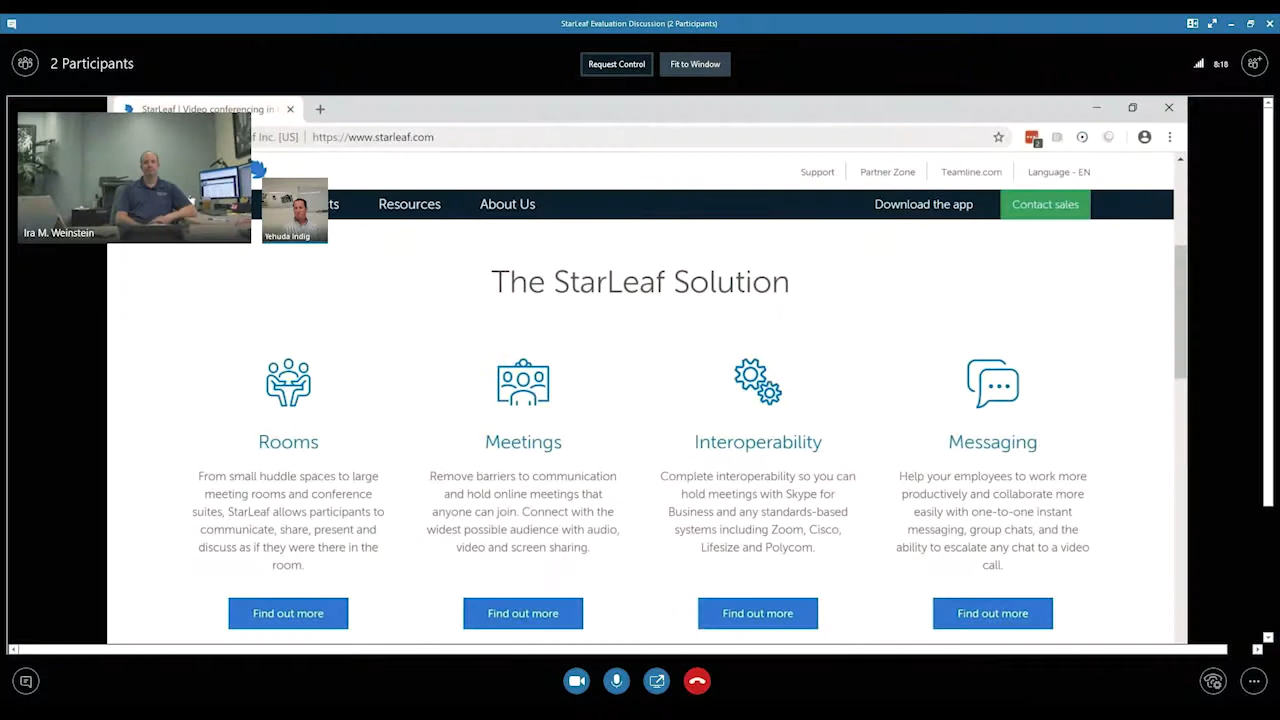 StarLeaf Evaluation Discussion (2 Participants)
2 Participants
Request Control
Fit to Window
8:18
StarLeaf | Video conferencing in
Inc. [US]
https://www.starleaf.com
2
Support
Partner Zone
Teamline.com
Language - EN
Resources
About Us
Download the app
Contact sales
Ira M. Weinstein
Yehuda Indig
The StarLeaf Solution
Rooms
From small huddle spaces to large
meeting rooms and conference
suites, StarLeaf allows participants to
communicate, share, present and
discuss as if they were there in the
room.
Find out more
Meetings
Remove barriers to communication
and hold online meetings that
anyone can join. Connect with the
widest possible audience with audio,
video and screen sharing.
Find out more
Interoperability
Complete interoperability so you can
hold meetings with Skype for
Business and any standards-based
systems including Zoom, Cisco,
Lifesize and Polycom.
Find out more
Messaging
Help your employees to work more
productively and collaborate more
easily with one-to-one instant
messaging, group chats, and the
ability to escalate any chat to a video
call.
Find out more